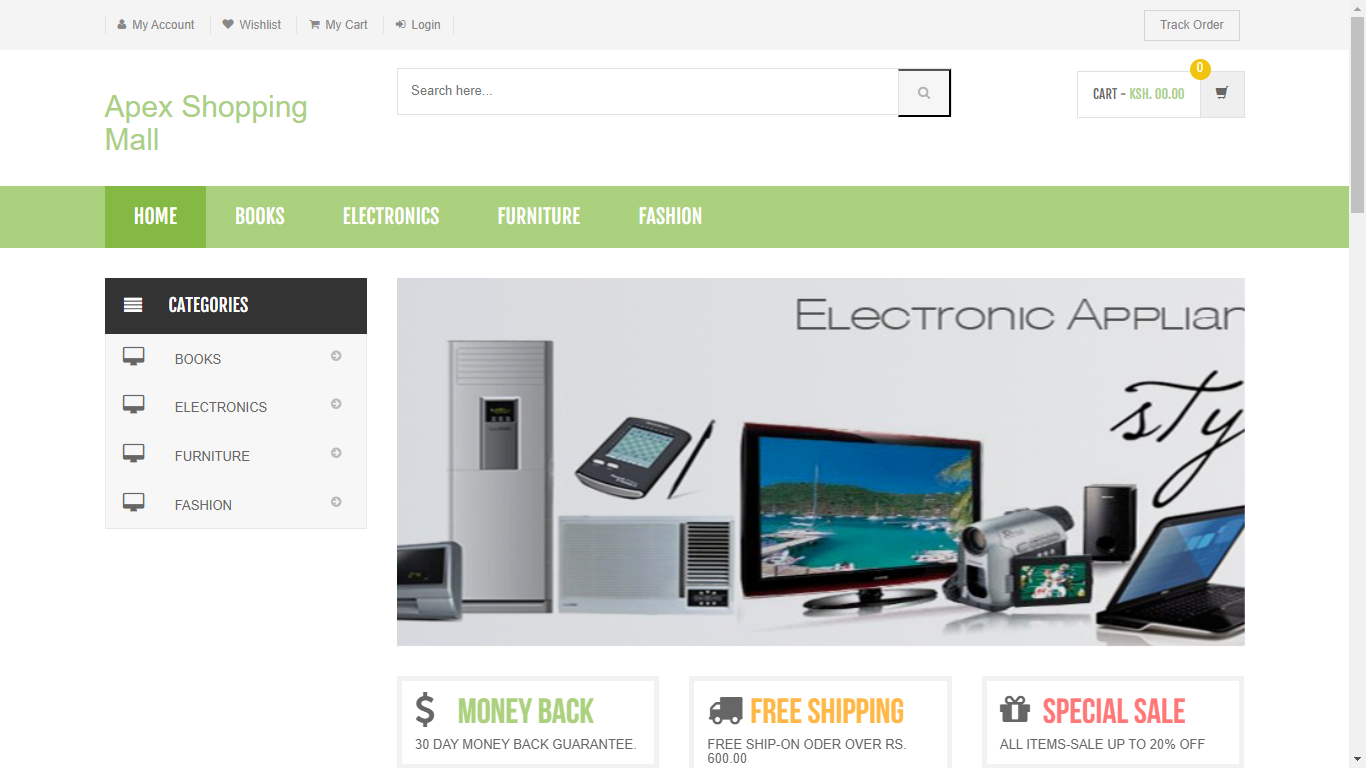 My Account
Wishlist
My Cart
Login
Track Order
Apex Shopping
Mall
Search here...
CART - KSH. 00.00
0
HOME
BOOKS
ELECTRONICS
FURNITURE
FASHION
CATEGORIES
BOOKS
ELECTRONICS
FURNITURE
FASHION
Electronic Applian
sty
MONEY BACK
30 DAY MONEY BACK GUARANTEE.
FREE SHIPPING
FREE SHIP-ON ODER OVER RS.
600.00
SPECIAL SALE
ALL ITEMS-SALE UP TO 20% OFF